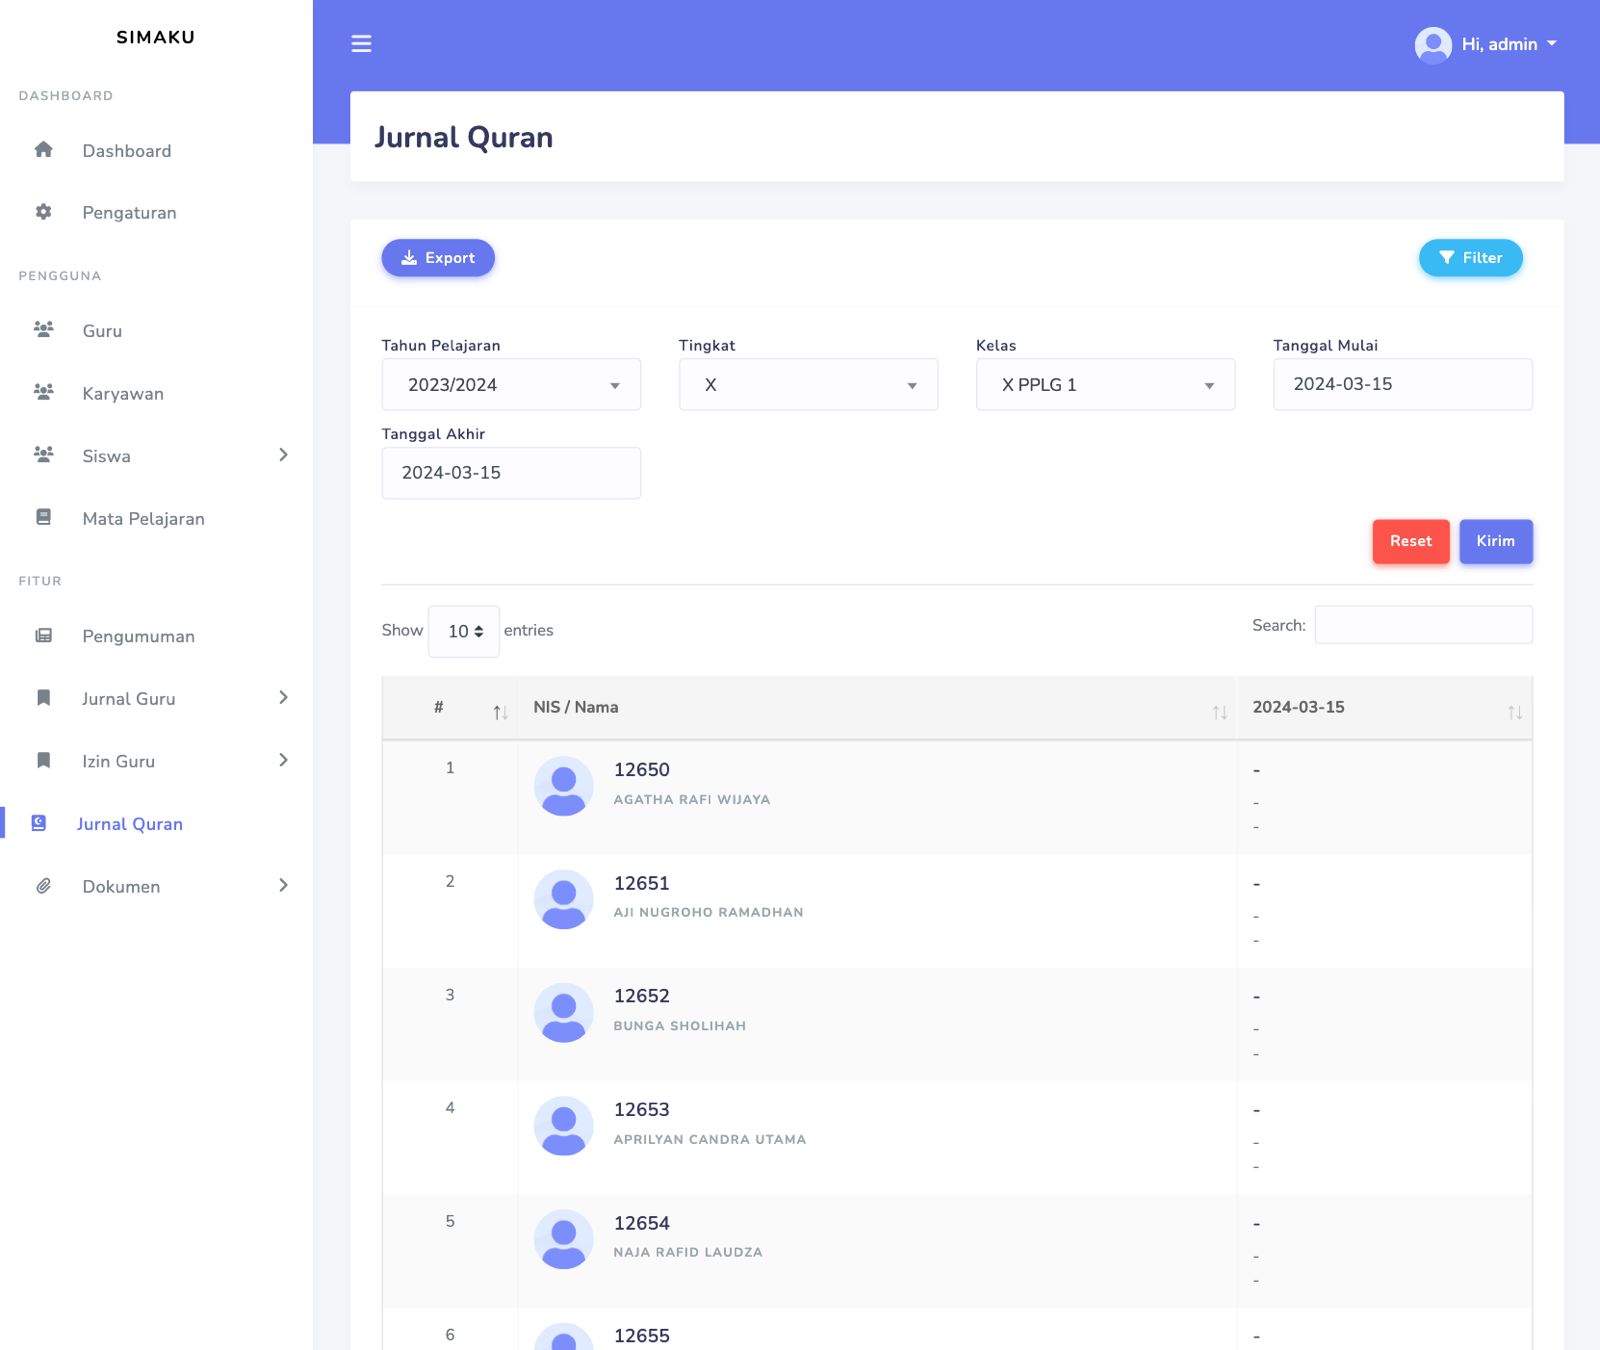 SIMAKU
DASHBOARD
Dashboard
Pengaturan
PENGGUNA
Guru
Karyawan
Siswa
Mata Pelajaran
FITUR
Pengumuman
Jurnal Guru
Izin Guru
Jurnal Quran
Dokumen
Hi, admin
Jurnal Quran
Export
Filter
Tahun Pelajaran
2023/2024
Tingkat
X
Kelas
X PPLG 1
Tanggal Mulai
2024-03-15
Tanggal Akhir
2024-03-15
Reset Kirim
Show 10 entries
Search:
# NIS / Nama 2024-03-15
1 12650 -
AGATHA RAFI WIJAYA -
-
2 12651 -
AJI NUGROHO RAMADHAN -
-
3 12652 -
BUNGA SHOLIHAH -
-
4 12653 -
APRILYAN CANDRA UTAMA -
-
5 12654 -
NAJA RAFID LAUDZA -
-
6 12655 -